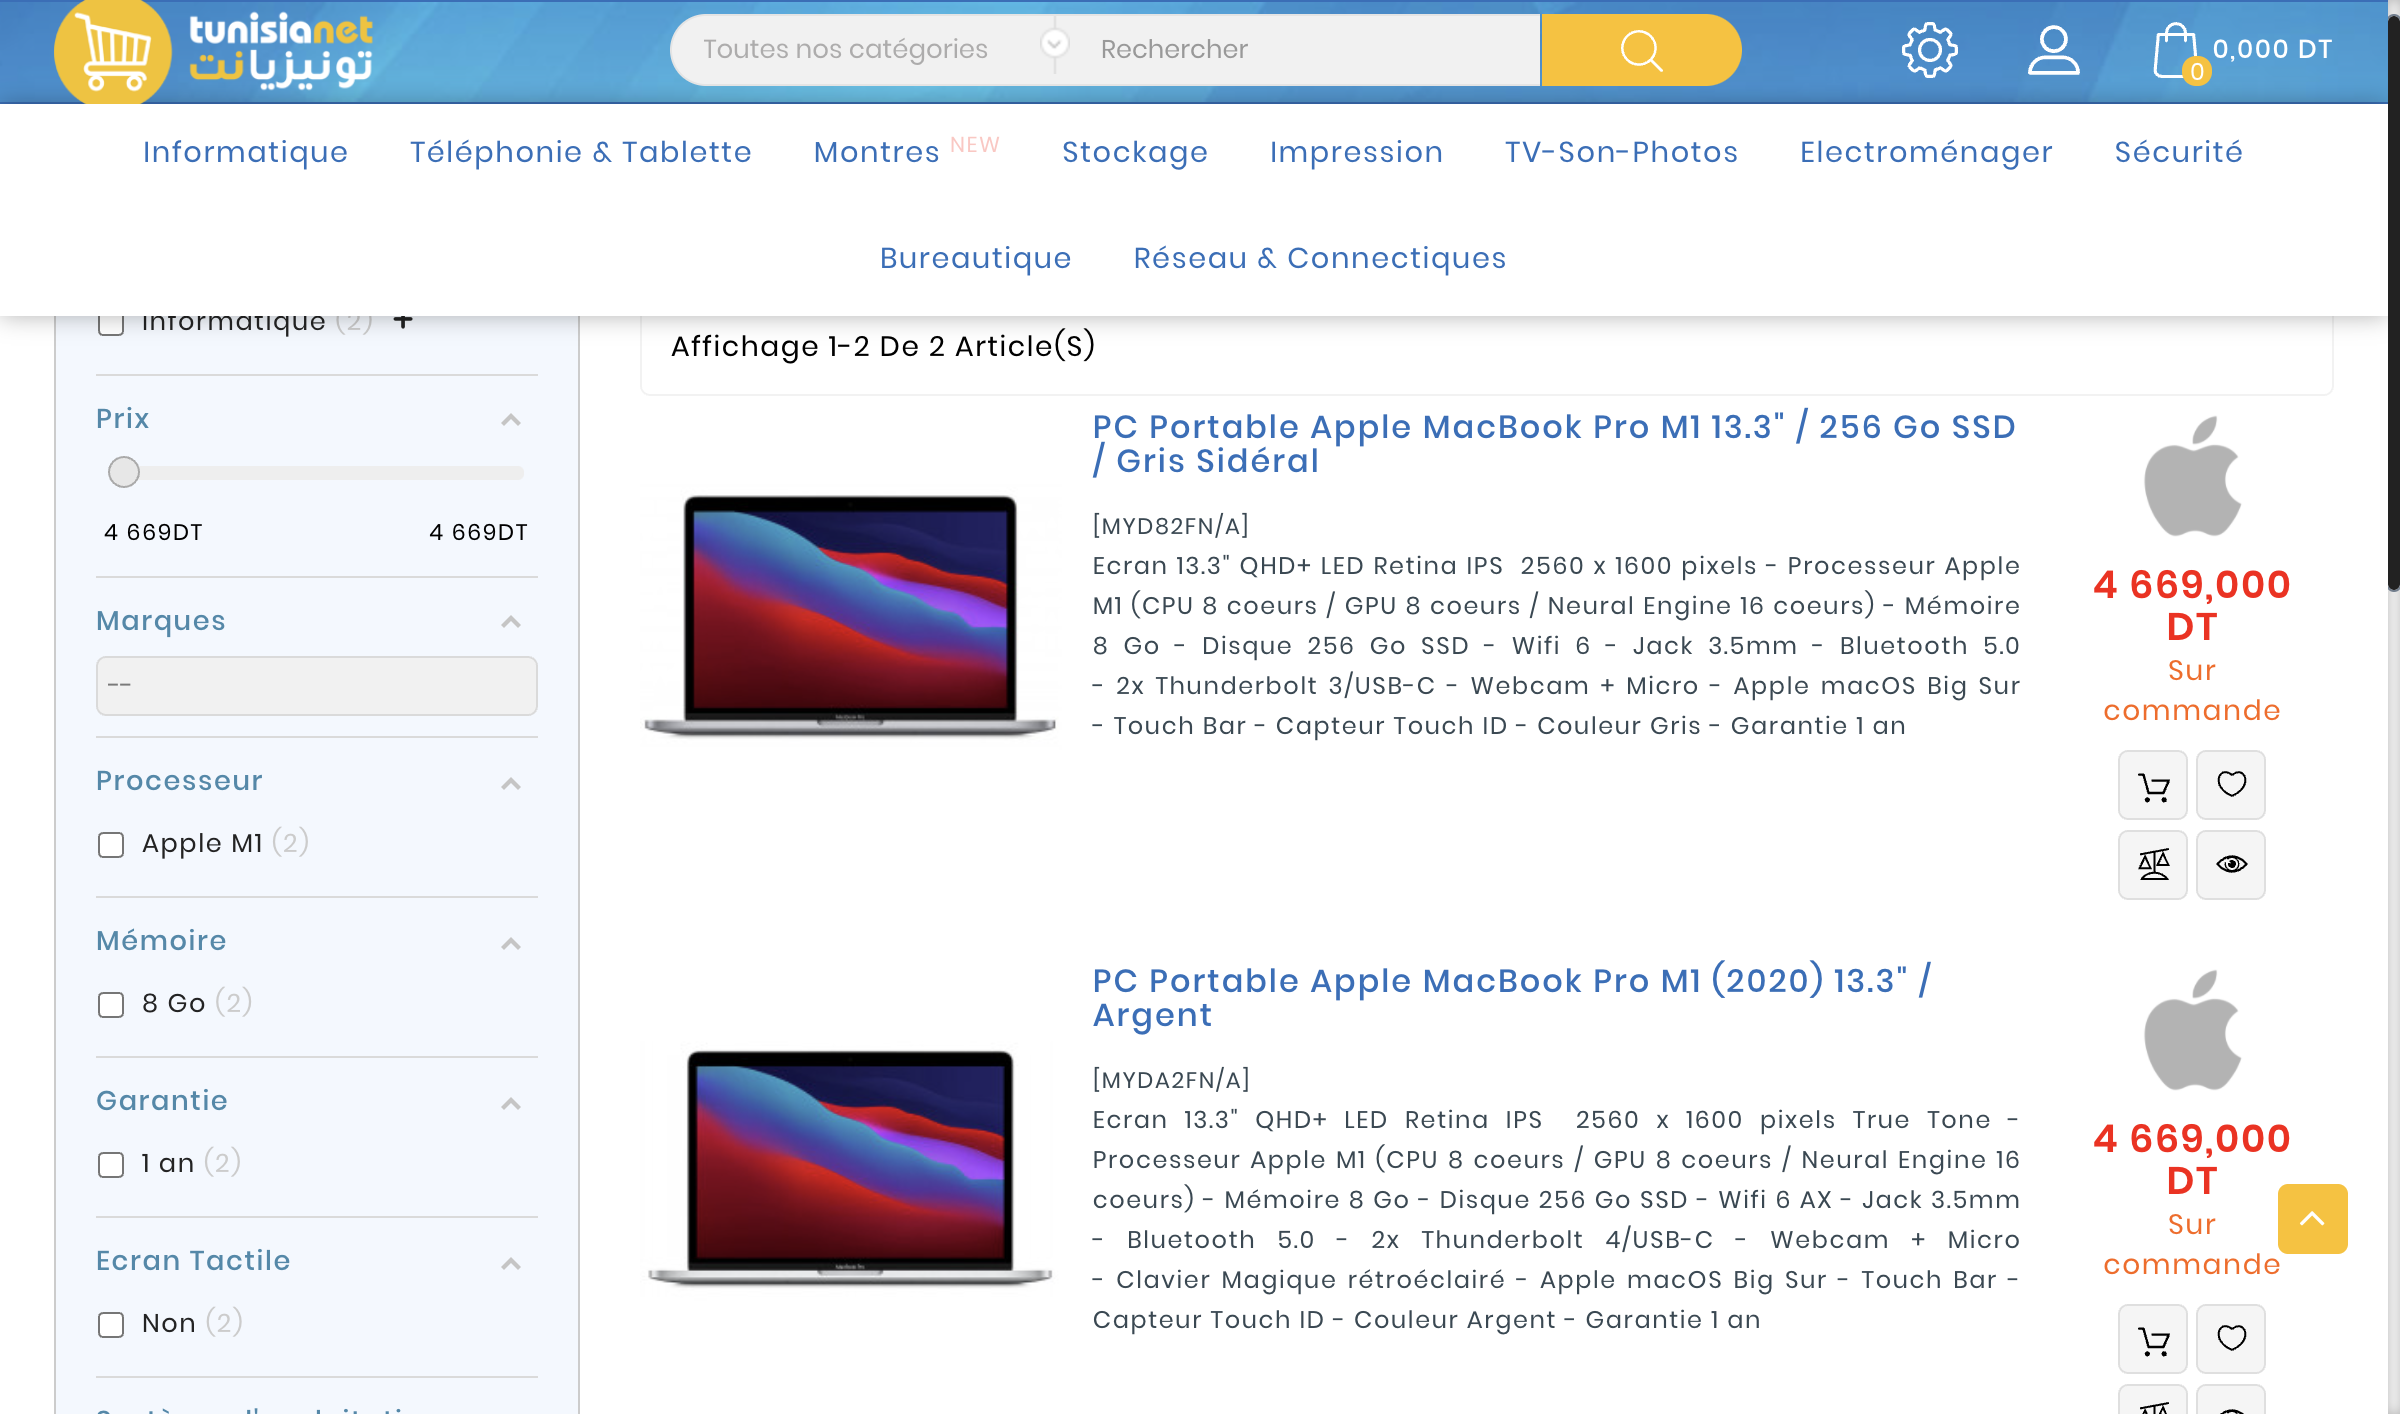 tunisianet
تونيزيانت
Toutes nos catégories
Rechercher
0
0,000 DT
Informatique
Téléphonie & Tablette
Montres NEW
Stockage
Impression
TV-Son-Photos
Electroménager
Sécurité
Bureautique
Réseau & Connectiques
Informatique (2) +
Prix
4 669DT
4 669DT
Marques
--
Processeur
Apple M1 (2)
Mémoire
8 Go (2)
Garantie
1 an (2)
Ecran Tactile
Non (2)
Affichage 1-2 De 2 Article(S)
PC Portable Apple MacBook Pro M1 13.3" / 256 Go SSD
/ Gris Sidéral
[MYD82FN/A]
Ecran 13.3" QHD+ LED Retina IPS 2560 x 1600 pixels - Processeur Apple
M1 (CPU 8 coeurs / GPU 8 coeurs / Neural Engine 16 coeurs) - Mémoire
8 Go - Disque 256 Go SSD - Wifi 6 - Jack 3.5mm - Bluetooth 5.0
- 2x Thunderbolt 3/USB-C - Webcam + Micro - Apple macOS Big Sur
- Touch Bar - Capteur Touch ID - Couleur Gris - Garantie 1 an
4 669,000
DT
Sur
commande
PC Portable Apple MacBook Pro M1 (2020) 13.3" /
Argent
[MYDA2FN/A]
Ecran 13.3" QHD+ LED Retina IPS 2560 x 1600 pixels True Tone -
Processeur Apple M1 (CPU 8 coeurs / GPU 8 coeurs / Neural Engine 16
coeurs) - Mémoire 8 Go - Disque 256 Go SSD - Wifi 6 AX - Jack 3.5mm
- Bluetooth 5.0 - 2x Thunderbolt 4/USB-C - Webcam + Micro
- Clavier Magique rétroéclairé - Apple macOS Big Sur - Touch Bar -
Capteur Touch ID - Couleur Argent - Garantie 1 an
4 669,000
DT
Sur
commande